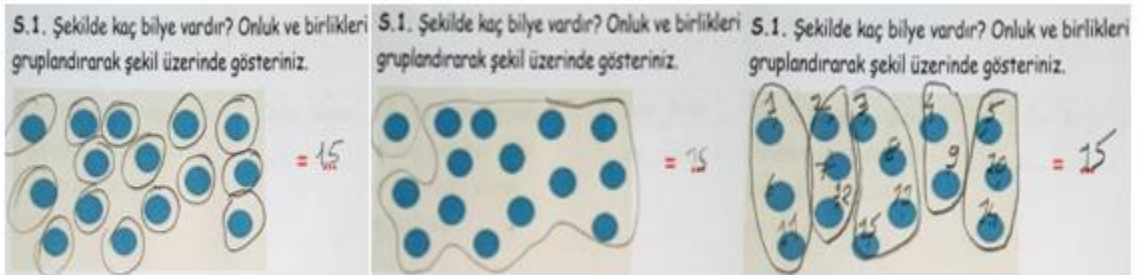 S.1. Şekilde kaç bilye vardır? Onluk ve birlikleri
gruplandırarak şekil üzerinde gösteriniz.
= 15
S.1. Şekilde kaç bilye vardır? Onluk ve birlikleri
gruplandırarak şekil üzerinde gösteriniz.
= 15
S.1. Şekilde kaç bilye vardır? Onluk ve birlikleri
gruplandırarak şekil üzerinde gösteriniz.
1 2 3 4 5
6 7 8 9 10
11 12 13 14
15
= 15